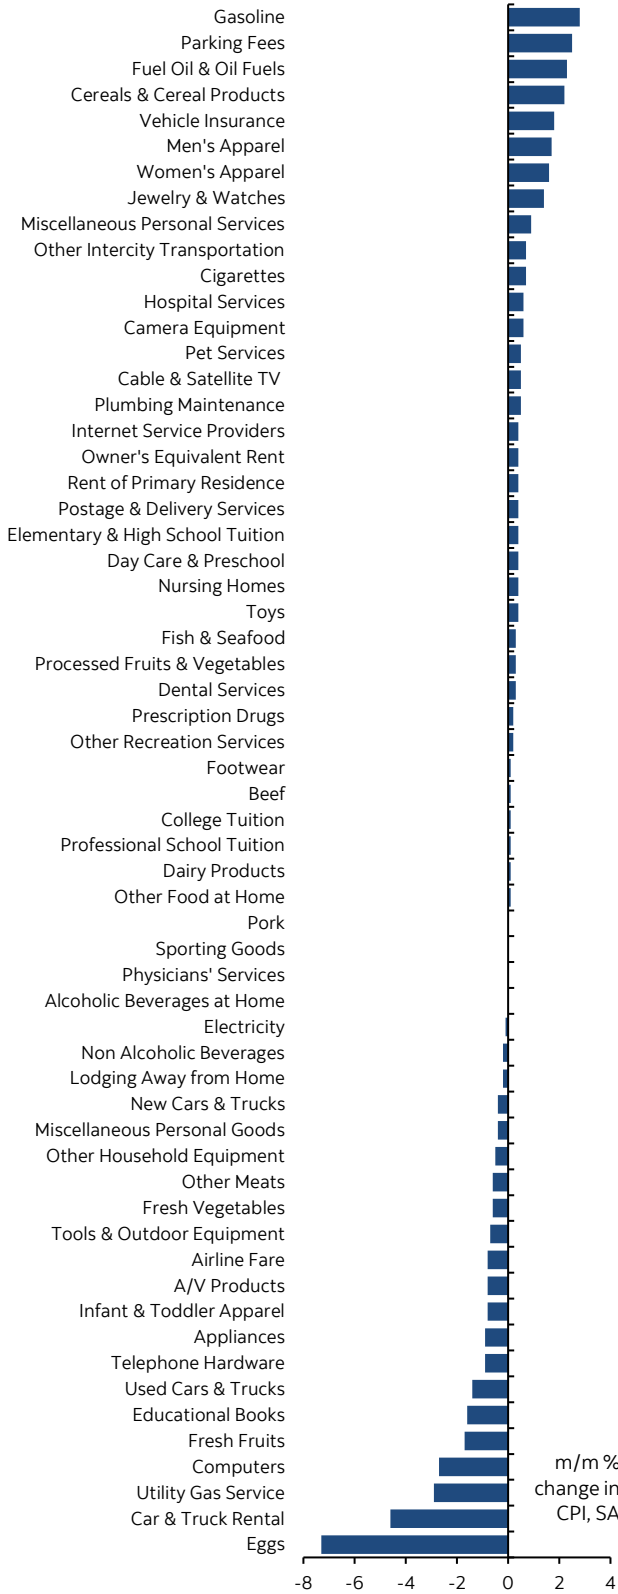 Gasoline
Parking Fees
Fuel Oil & Oil Fuels
Cereals & Cereal Products
Vehicle Insurance
Men's Apparel
Women's Apparel
Jewelry & Watches
Miscellaneous Personal Services
Other Intercity Transportation
Cigarettes
Hospital Services
Camera Equipment
Pet Services
Cable & Satellite TV
Plumbing Maintenance
Internet Service Providers
Owner's Equivalent Rent
Rent of Primary Residence
Postage & Delivery Services
Elementary & High School Tuition
Day Care & Preschool
Nursing Homes
Toys
Fish & Seafood
Processed Fruits & Vegetables
Dental Services
Prescription Drugs
Other Recreation Services
Footwear
Beef
College Tuition
Professional School Tuition
Dairy Products
Other Food at Home
Pork
Sporting Goods
Physicians' Services
Alcoholic Beverages at Home
Electricity
Non Alcoholic Beverages
Lodging Away from Home
New Cars & Trucks
Miscellaneous Personal Goods
Other Household Equipment
Other Meats
Fresh Vegetables
Tools & Outdoor Equipment
Airline Fare
A/V Products
Infant & Toddler Apparel
Appliances
Telephone Hardware
Used Cars & Trucks
Educational Books
Fresh Fruits
Computers
Utility Gas Service
Car & Truck Rental
Eggs
m/m %
change in
CPI, SA
-8 -6 -4 -2 0 2 4